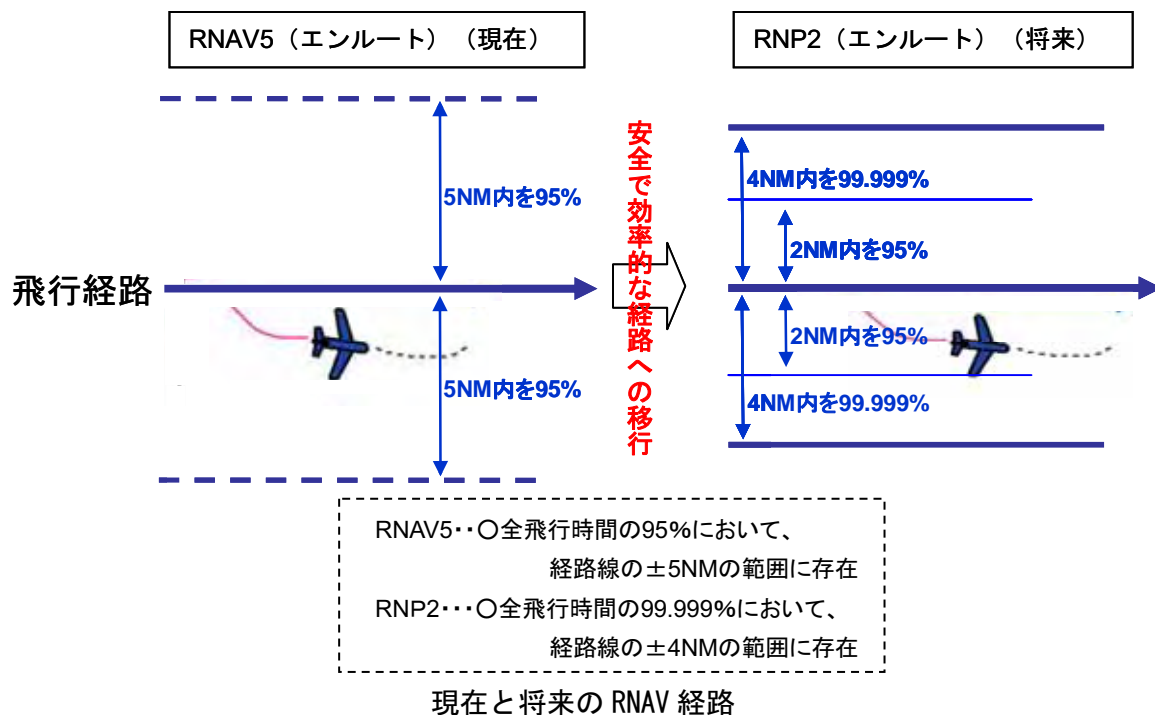 RNAV5（エンルート）（現在）
RNP2（エンルート）（将来）
5NM内を95%
5NM内を95%
飛行経路
安全で効率的な経路への移行
4NM内を99.999%
2NM内を95%
2NM内を95%
4NM内を99.999%
RNAV5‥〇全飛行時間の95%において、
経路線の±5NMの範囲に存在
RNP2･･･〇全飛行時間の99.999%において、
経路線の±4NMの範囲に存在
現在と将来の RNAV 経路